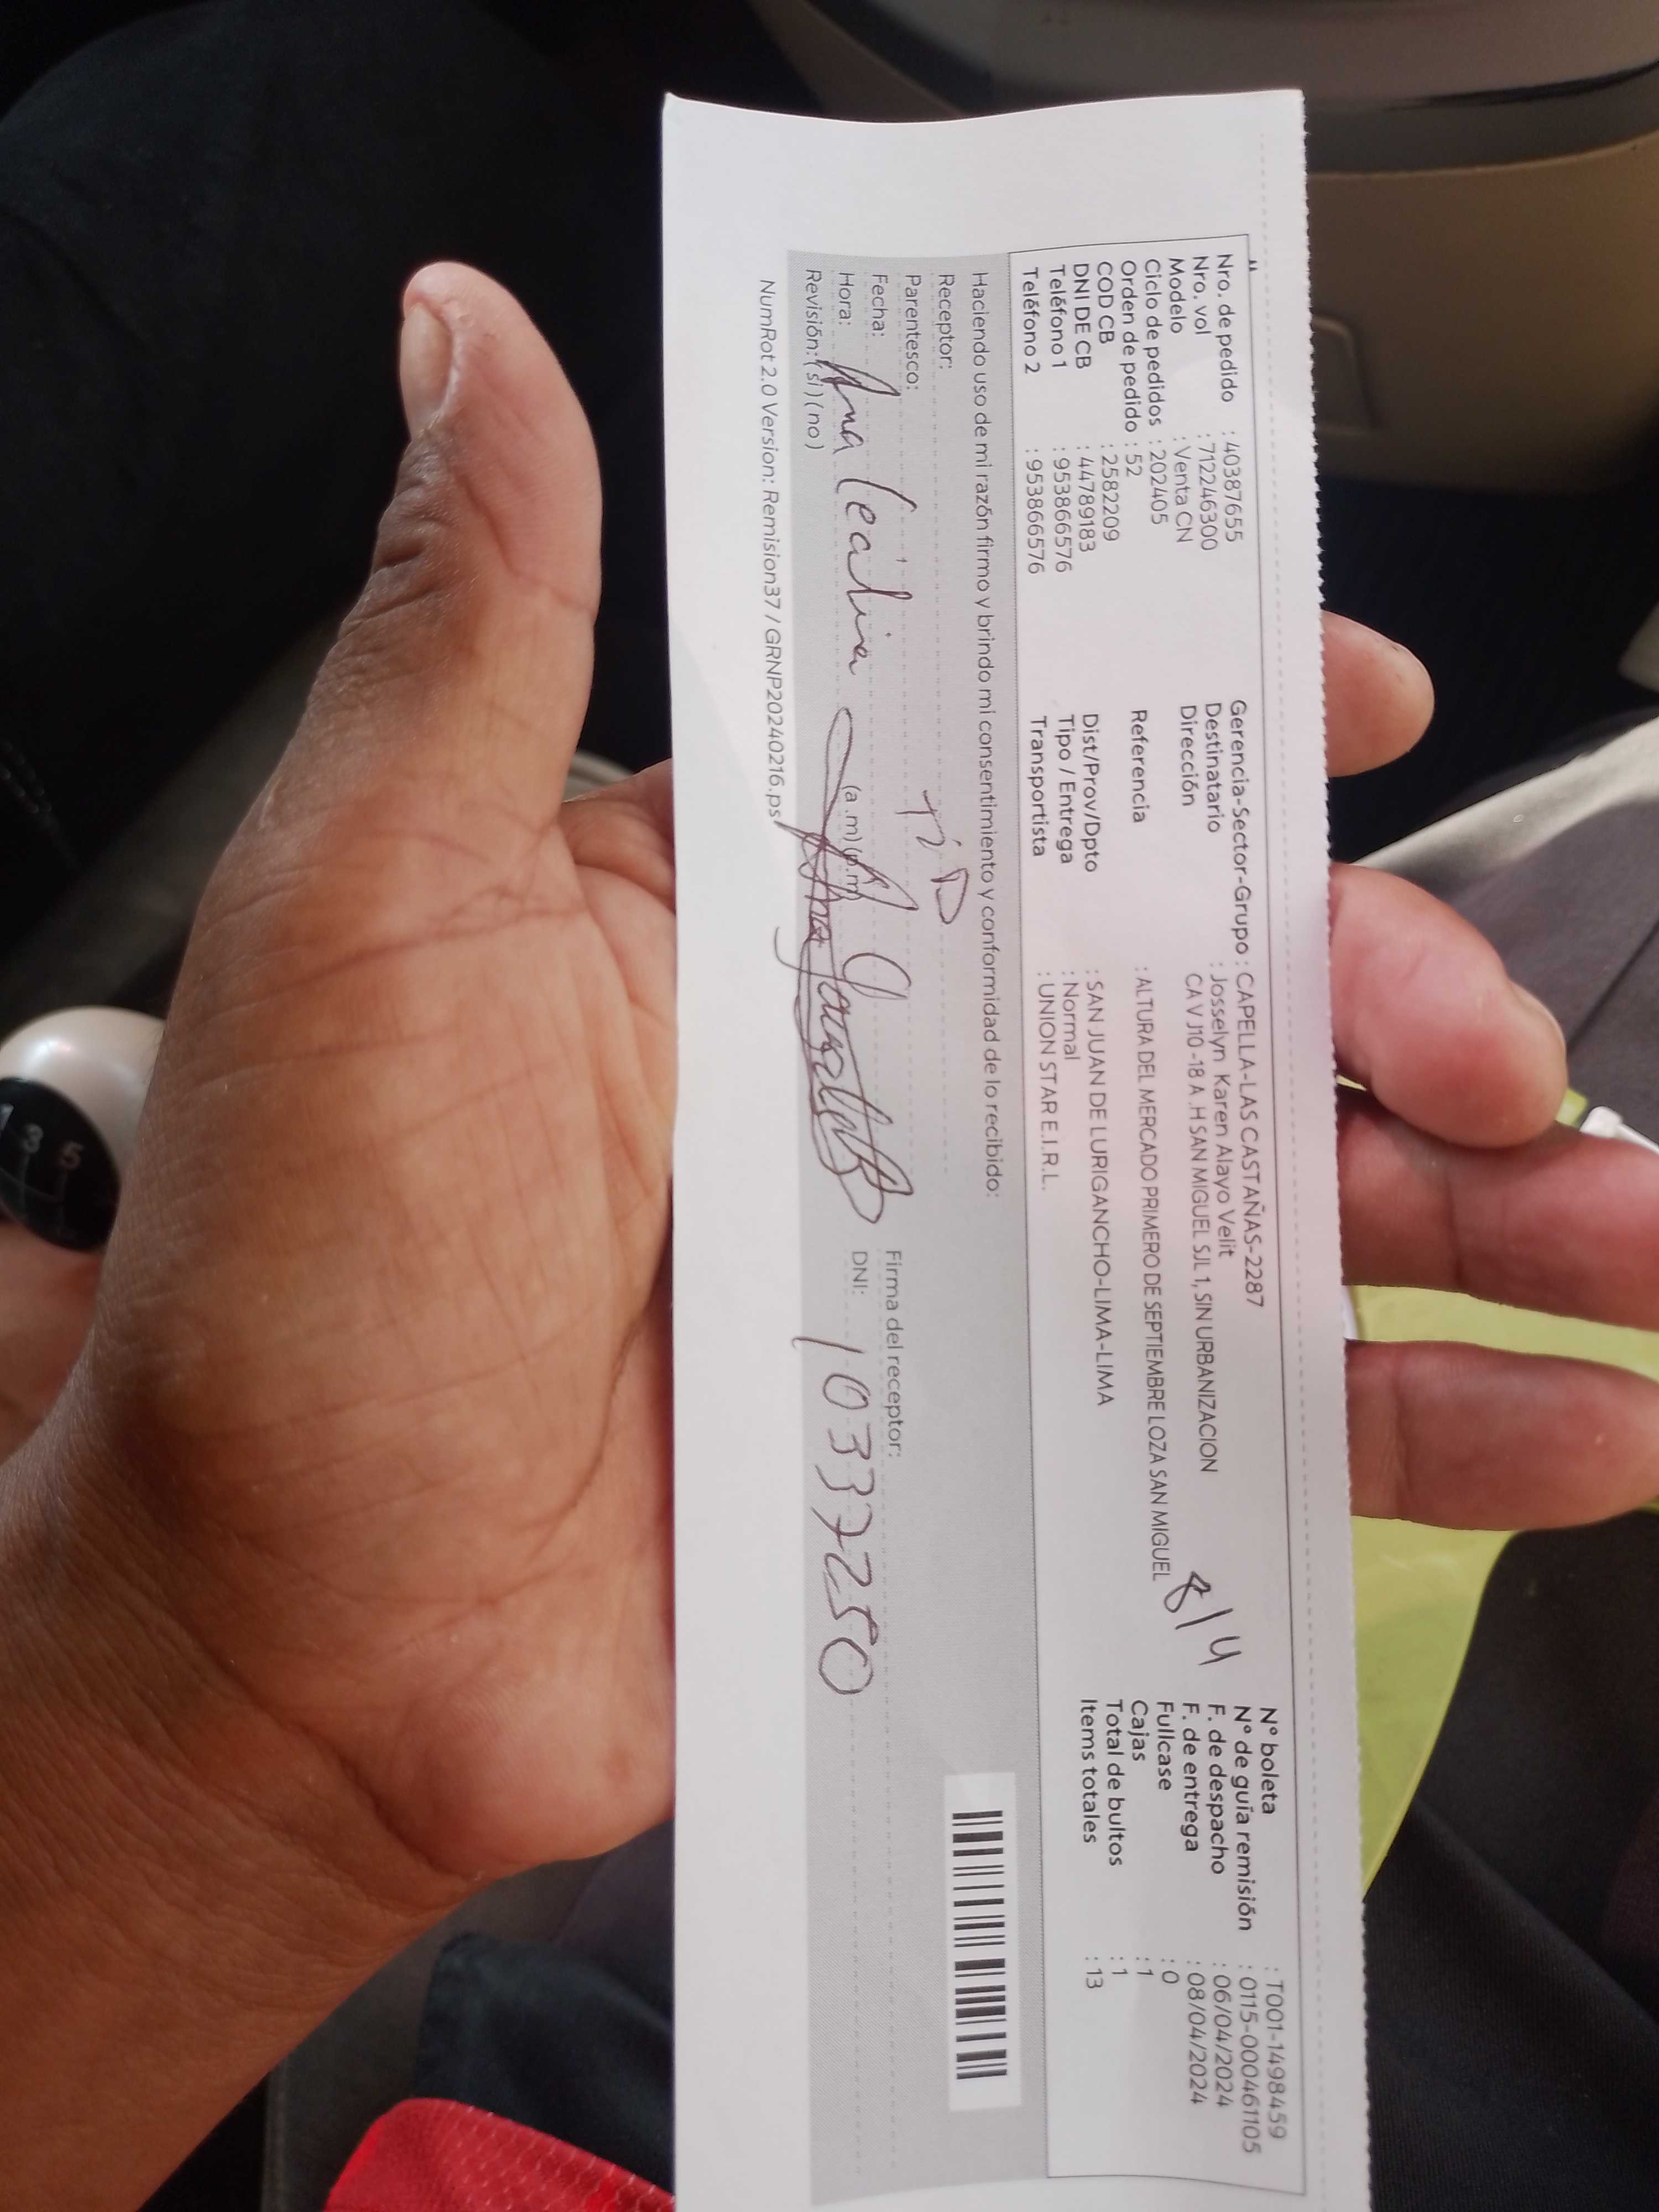 Nro. de pedido : 40387655
Nro. vol : 712246300
Modelo : Venta CN
Ciclo de pedidos : 202405
Orden de pedido : 52
COD CB : 2582209
DNI DE CB : 44789183
Teléfono 1 : 953866576
Teléfono 2 : 953866576
Gerencia-Sector-Grupo : CAPELLA-LAS CASTAÑAS-2287
Destinatario : Josselyn Karen Alayo Velit
Dirección : CA V J10 -18 A .H SAN MIGUEL SJL 1, SIN URBANIZACION
Referencia : ALTURA DEL MERCADO PRIMERO DE SEPTIEMBRE LOZA SAN MIGUEL
Dist/Prov/Dpto : SAN JUAN DE LURIGANCHO-LIMA-LIMA
Tipo / Entrega : Normal
Transportista : UNION STAR E.I.R.L.
8/4
N° boleta : T001-1498459
N° de guía remisión : 0115-000461105
F. de despacho : 06/04/2024
F. de entrega : 08/04/2024
Fullcase : 0
Cajas : 1
Total de bultos : 1
Items totales : 13
Haciendo uso de mi razón firmo y brindo mi consentimiento y conformidad de lo recibido:
Receptor:
Parentesco:
Fecha:
Hora: Ana Cecilia (a .m) (p.m)
Revisión: ( si ) ( no )
Firma del receptor:
DNI: 10337250
NumRot 2.0 Version: Remision37 / GRNP20240216.ps
3 5